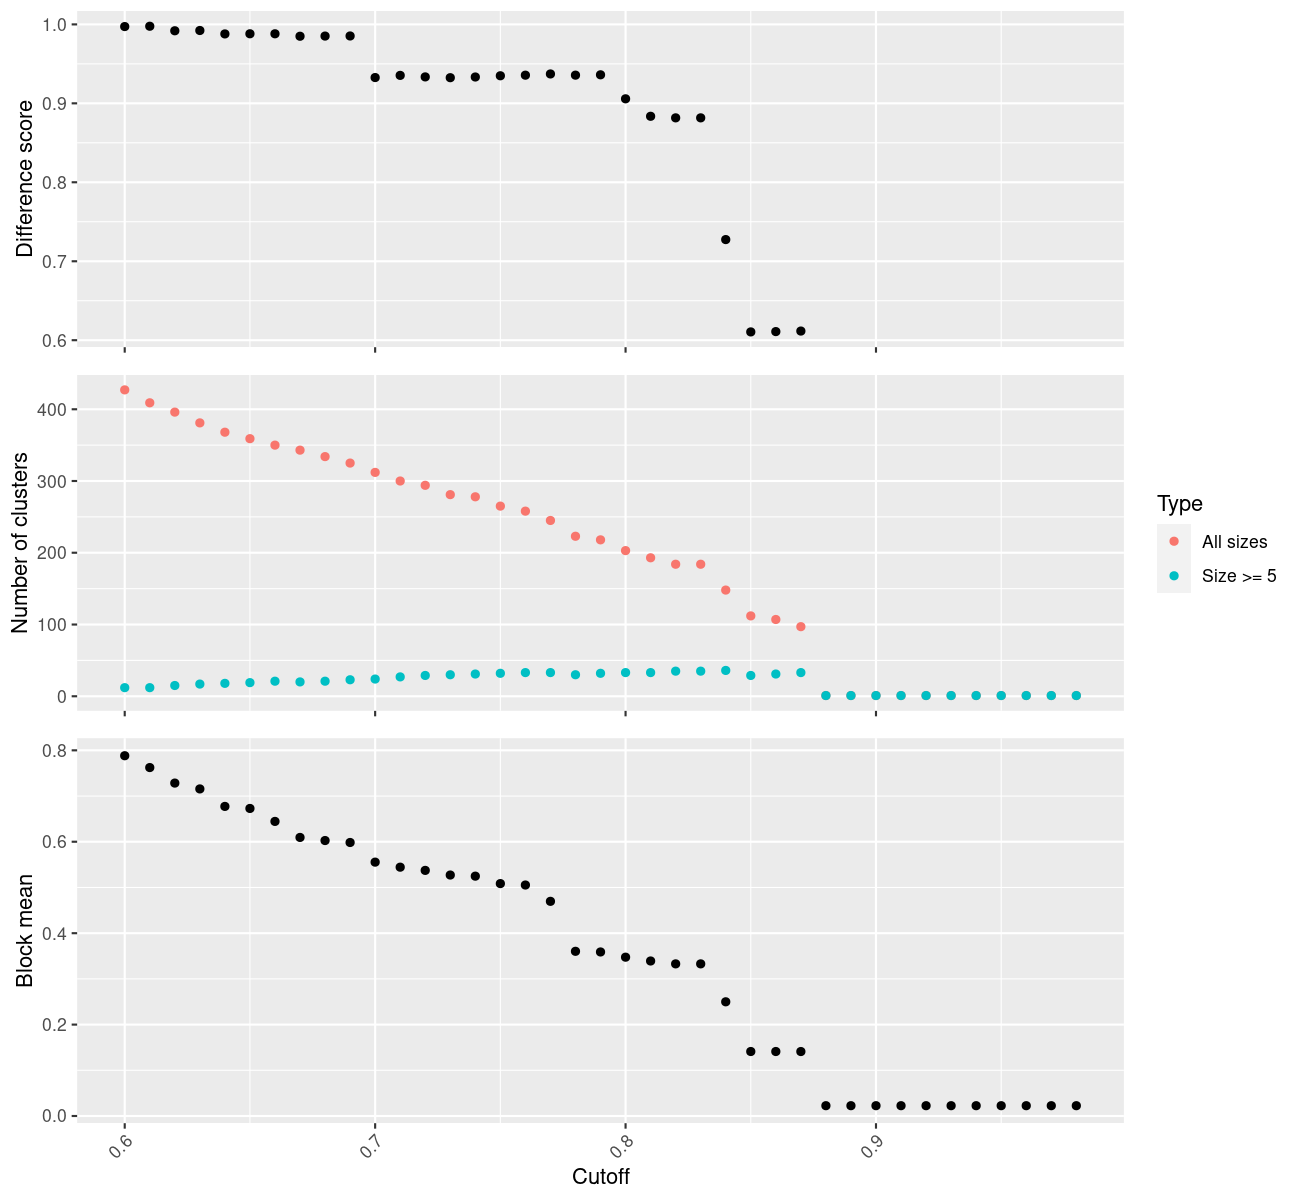 1.0
0.9
0.8
0.7
0.6
Difference score
400
300
200
100
0
Number of clusters
Type
All sizes
Size >= 5
0.8
0.6
0.4
0.2
0.0
Block mean
0.6
0.7
0.8
0.9
Cutoff